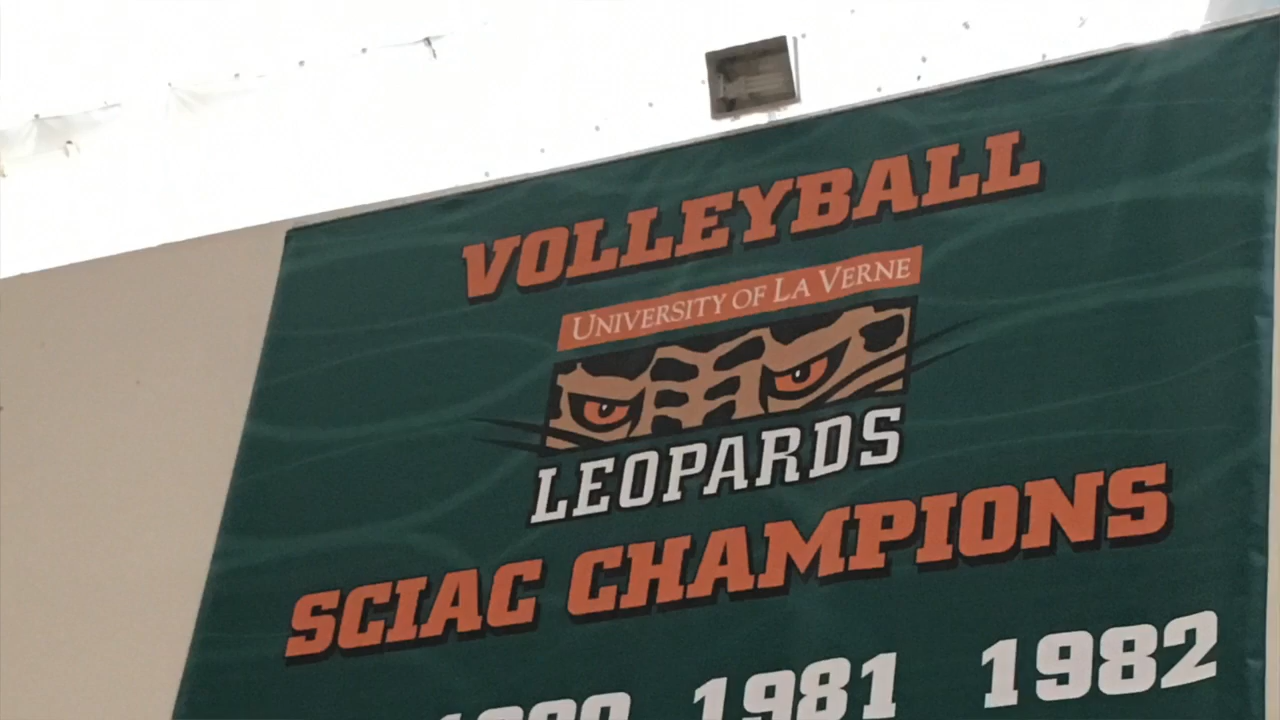 VOLLEYBALL
UNIVERSITY OF LA VERNE
LEOPARDS
SCIAC CHAMPIONS
1981 1982